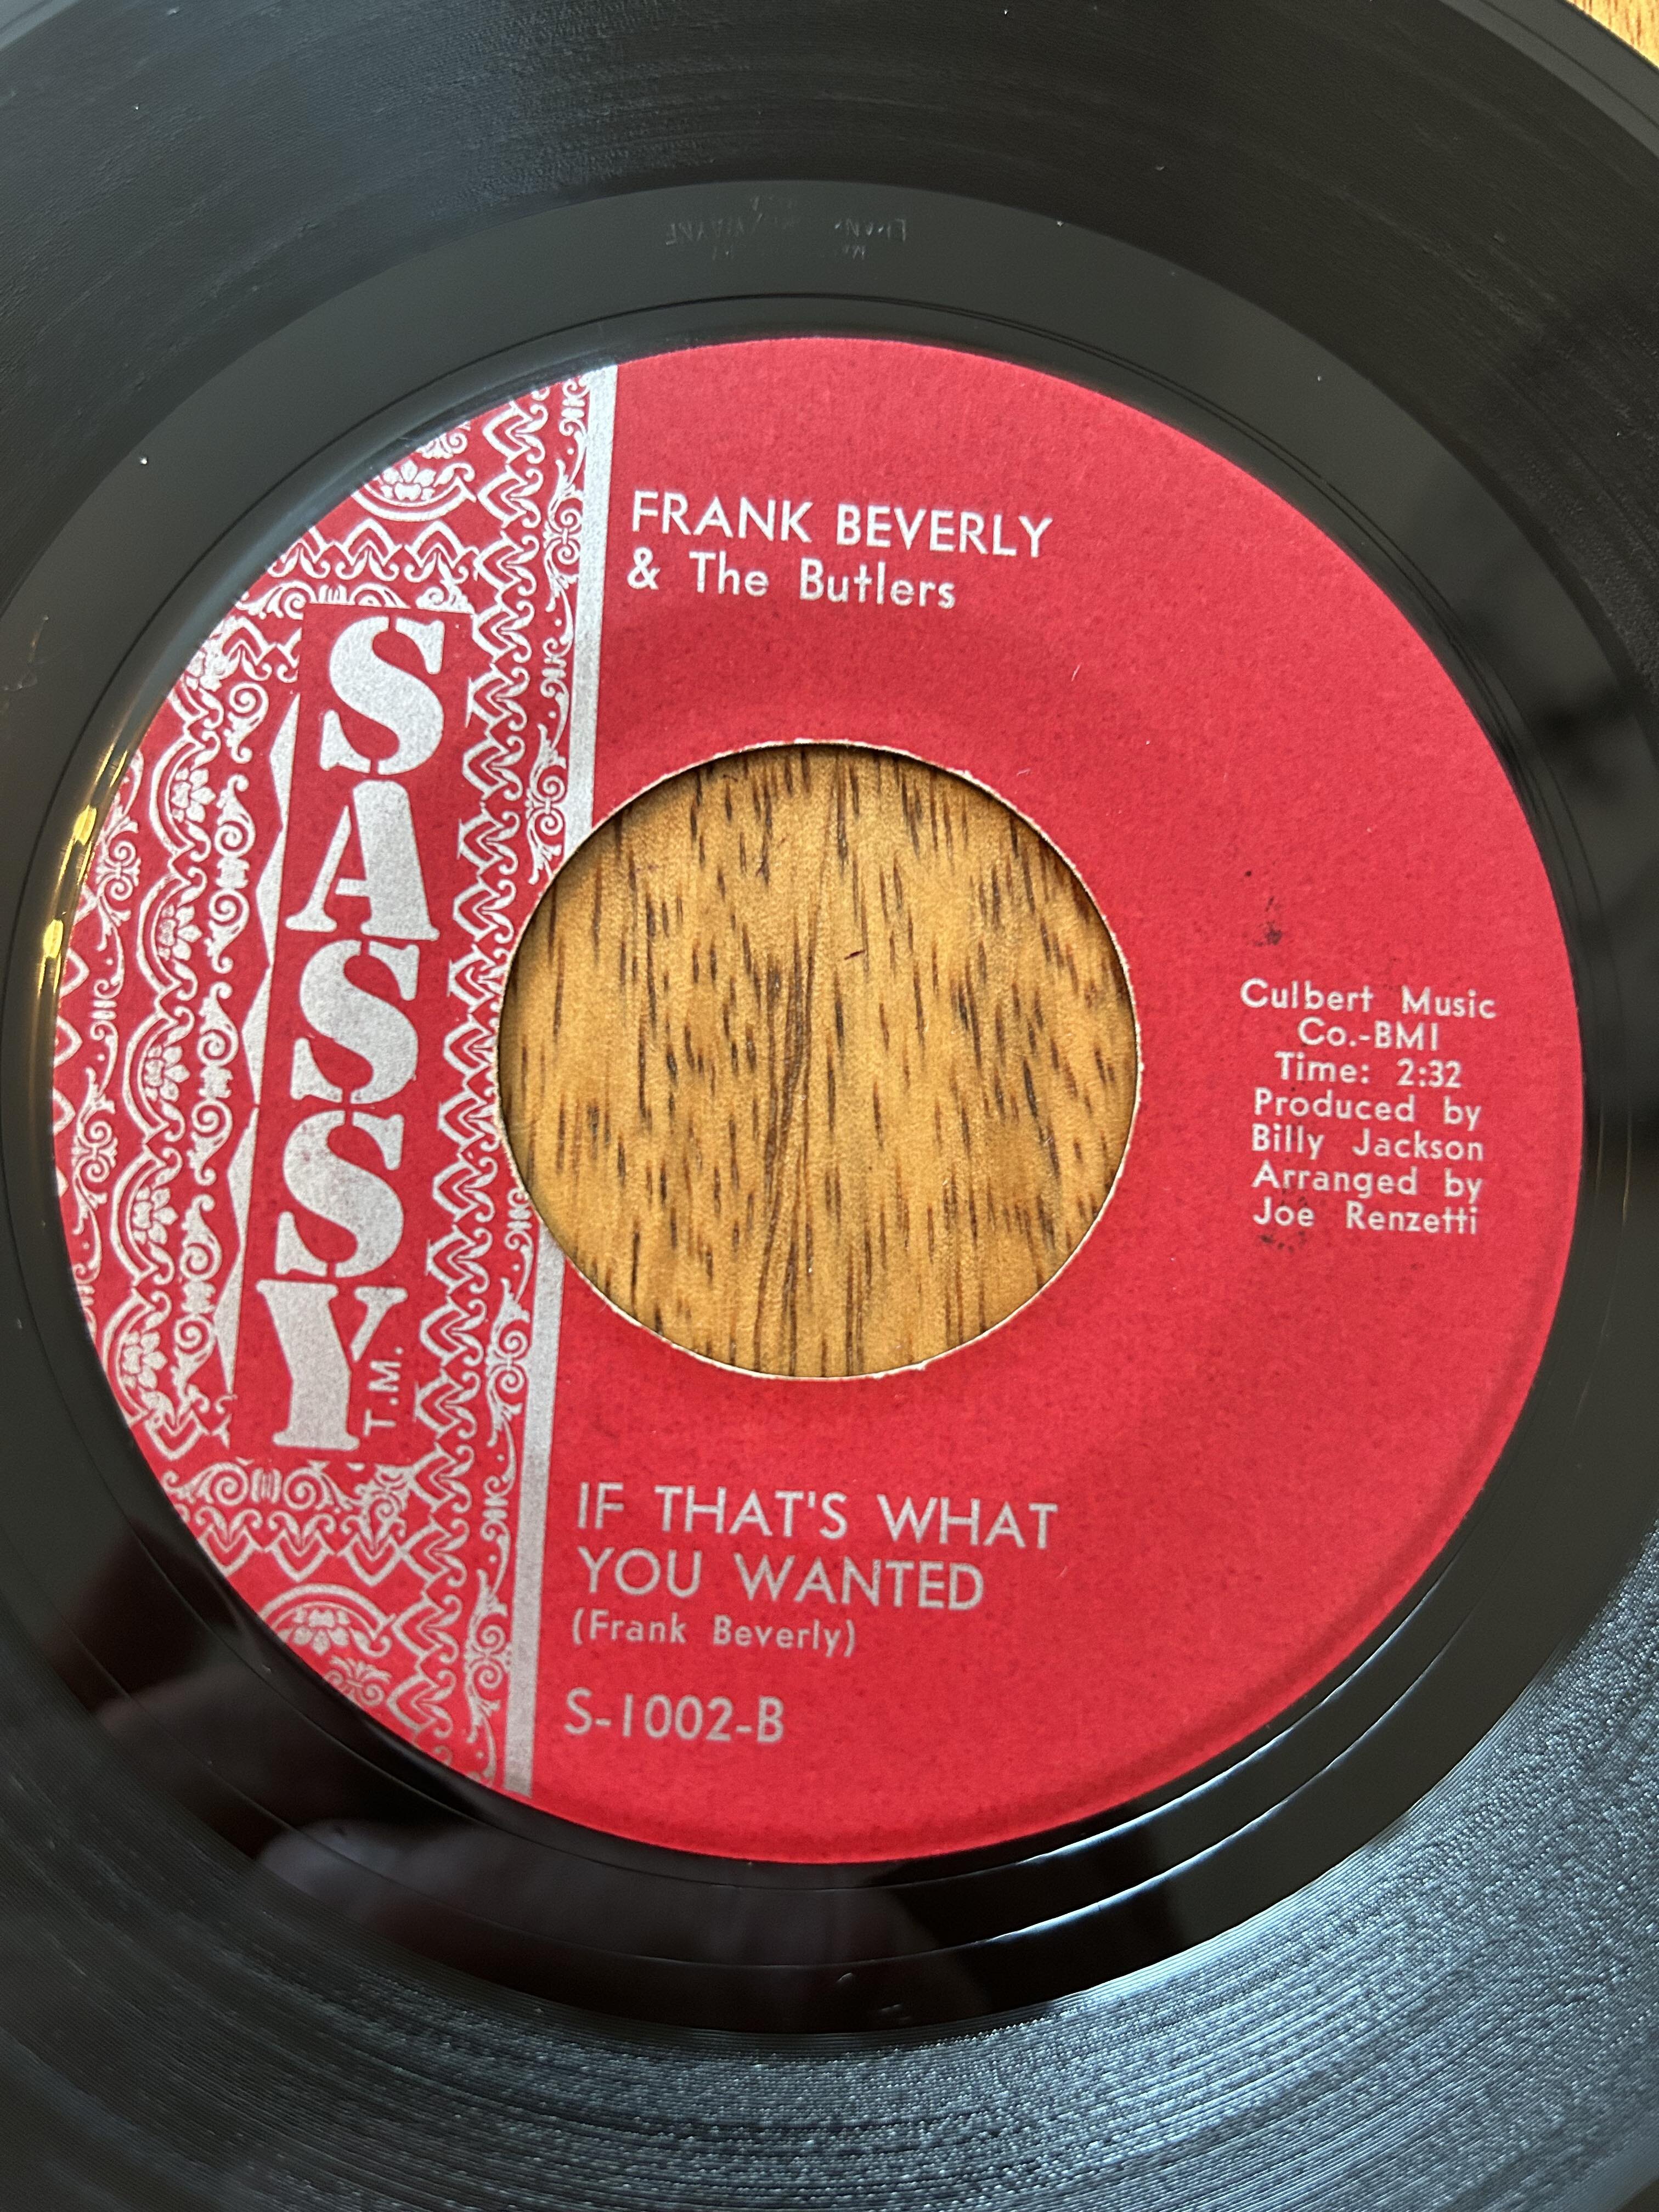 FRANK BEVERLY
& The Butlers
SASSY
T.M.
Culbert Music
Co.-BMI
Time: 2:32
Produced by
Billy Jackson
Arranged by
Joe Renzetti
IF THAT'S WHAT
YOU WANTED
(Frank Beverly)
S-1002-B